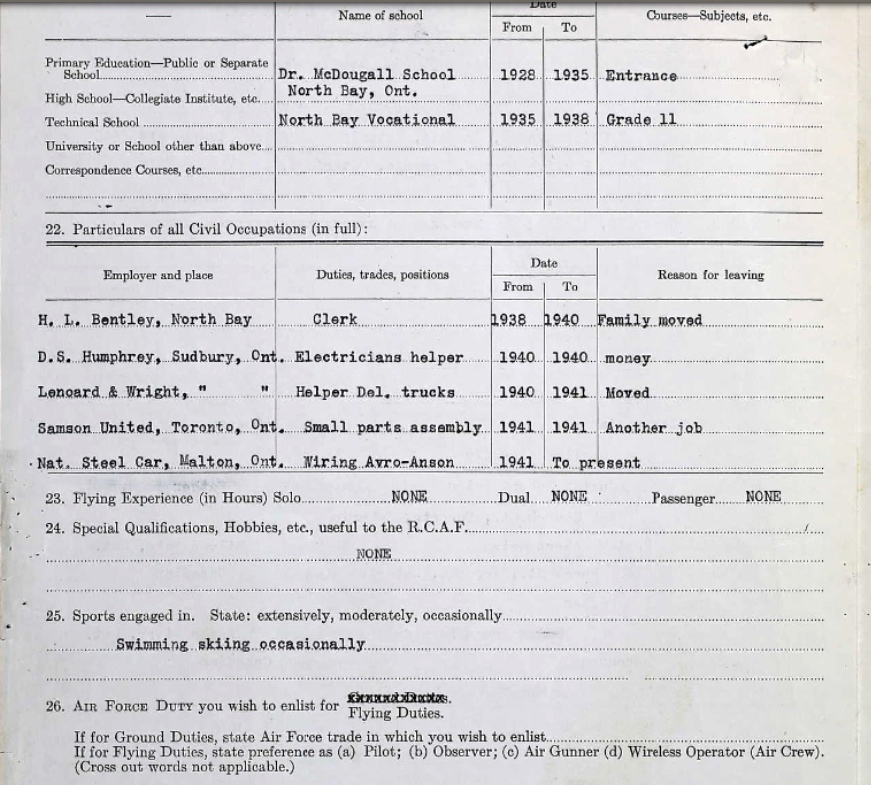 Date
Name of school From To Courses—Subjects, etc.
Primary Education—Public or Separate
School Dr. McDougall School 1928 1935 Entrance
North Bay, Ont.
High School—Collegiate Institute, etc.
Technical School North Bay Vocational 1935 1938 Grade 11
University or School other than above
Correspondence Courses, etc.
22. Particulars of all Civil Occupations (in full):
Date
Employer and place Duties, trades, positions Reason for leaving
From To
H. L. Bentley, North Bay Clerk 1938 1940 Family moved
D.S. Humphrey, Sudbury, Ont. Electricians helper 1940 1940 money
Lenoard & Wright, " " Helper Del. trucks 1940 1941 Moved
Samson United, Toronto, Ont. Small parts assembly 1941 1941 Another job
Nat. Steel Car, Malton, Ont. Wiring Avro-Anson 1941 To present
23. Flying Experience (in Hours) Solo NONE Dual NONE Passenger NONE
24. Special Qualifications, Hobbies, etc., useful to the R.C.A.F.
NONE
25. Sports engaged in. State: extensively, moderately, occasionally
Swimming skiing occasionally
26. AIR FORCE DUTY you wish to enlist for
Flying Duties.
If for Ground Duties, state Air Force trade in which you wish to enlist
If for Flying Duties, state preference as (a) Pilot; (b) Observer; (c) Air Gunner (d) Wireless Operator (Air Crew).
(Cross out words not applicable.)